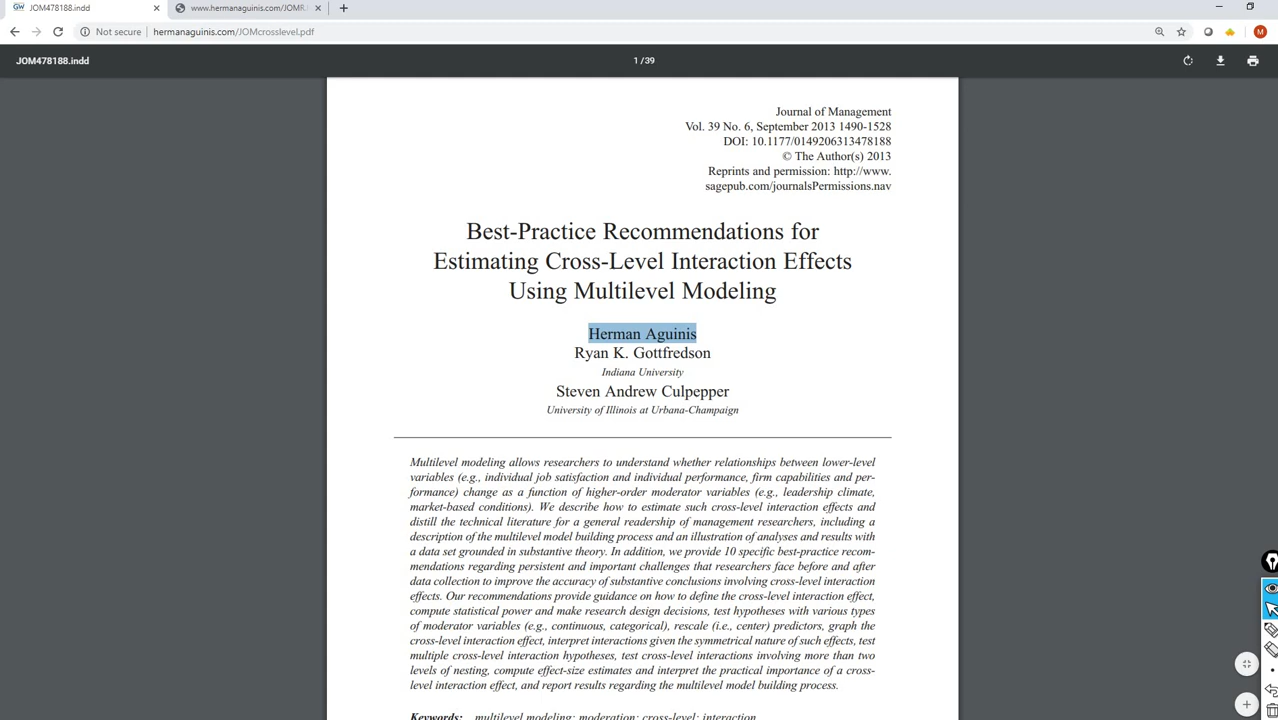 JOM478188.indd
www.hermanaguinis.com/JOMR
Not secure
hermanaguinis.com/JOMcrosslevel.pdf
M
JOM478188.indd
1 / 39
Journal of Management
Vol. 39 No. 6, September 2013 1490-1528
DOI: 10.1177/0149206313478188
© The Author(s) 2013
Reprints and permission: http://www.
sagepub.com/journalsPermissions.nav
Best-Practice Recommendations for
Estimating Cross-Level Interaction Effects
Using Multilevel Modeling
Herman Aguinis
Ryan K. Gottfredson
Indiana University
Steven Andrew Culpepper
University of Illinois at Urbana-Champaign
Multilevel modeling allows researchers to understand whether relationships between lower-level
variables (e.g., individual job satisfaction and individual performance, firm capabilities and per-
formance) change as a function of higher-order moderator variables (e.g., leadership climate,
market-based conditions). We describe how to estimate such cross-level interaction effects and
distill the technical literature for a general readership of management researchers, including a
description of the multilevel model building process and an illustration of analyses and results with
a data set grounded in substantive theory. In addition, we provide 10 specific best-practice recom-
mendations regarding persistent and important challenges that researchers face before and after
data collection to improve the accuracy of substantive conclusions involving cross-level interaction
effects. Our recommendations provide guidance on how to define the cross-level interaction effect,
compute statistical power and make research design decisions, test hypotheses with various types
of moderator variables (e.g., continuous, categorical), rescale (i.e., center) predictors, graph the
cross-level interaction effect, interpret interactions given the symmetrical nature of such effects, test
multiple cross-level interaction hypotheses, test cross-level interactions involving more than two
levels of nesting, compute effect-size estimates and interpret the practical importance of a cross-
level interaction effect, and report results regarding the multilevel model building process.
Keywords: multilevel modeling; moderation; cross-level; interaction